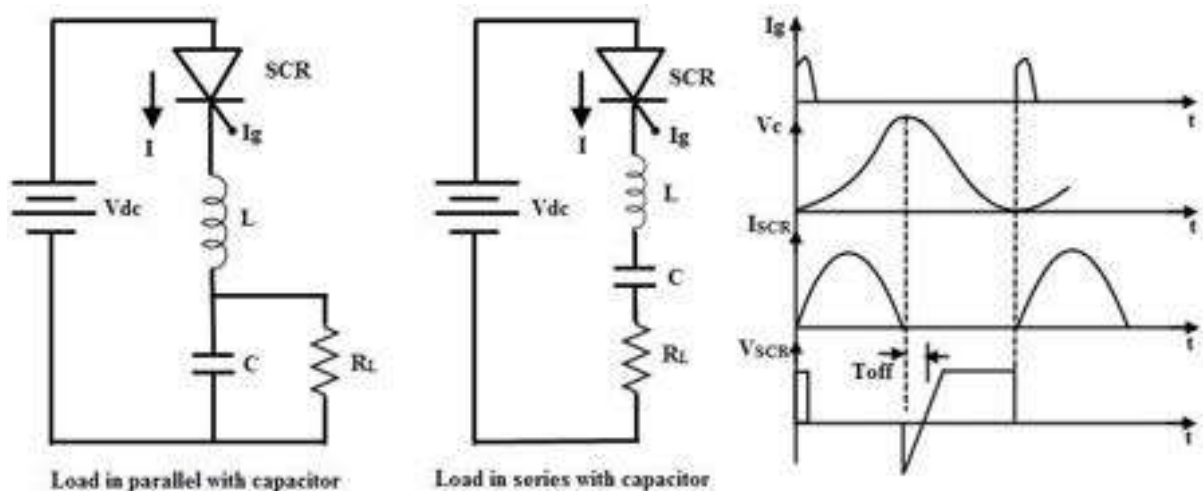 SCR
I
Ig
Vdc
L
C
RL
Load in parallel with capacitor
SCR
I
Ig
Vdc
L
C
RL
Load in series with capacitor
Ig
t
Vc
t
ISCR
t
VSCR
Toff
t